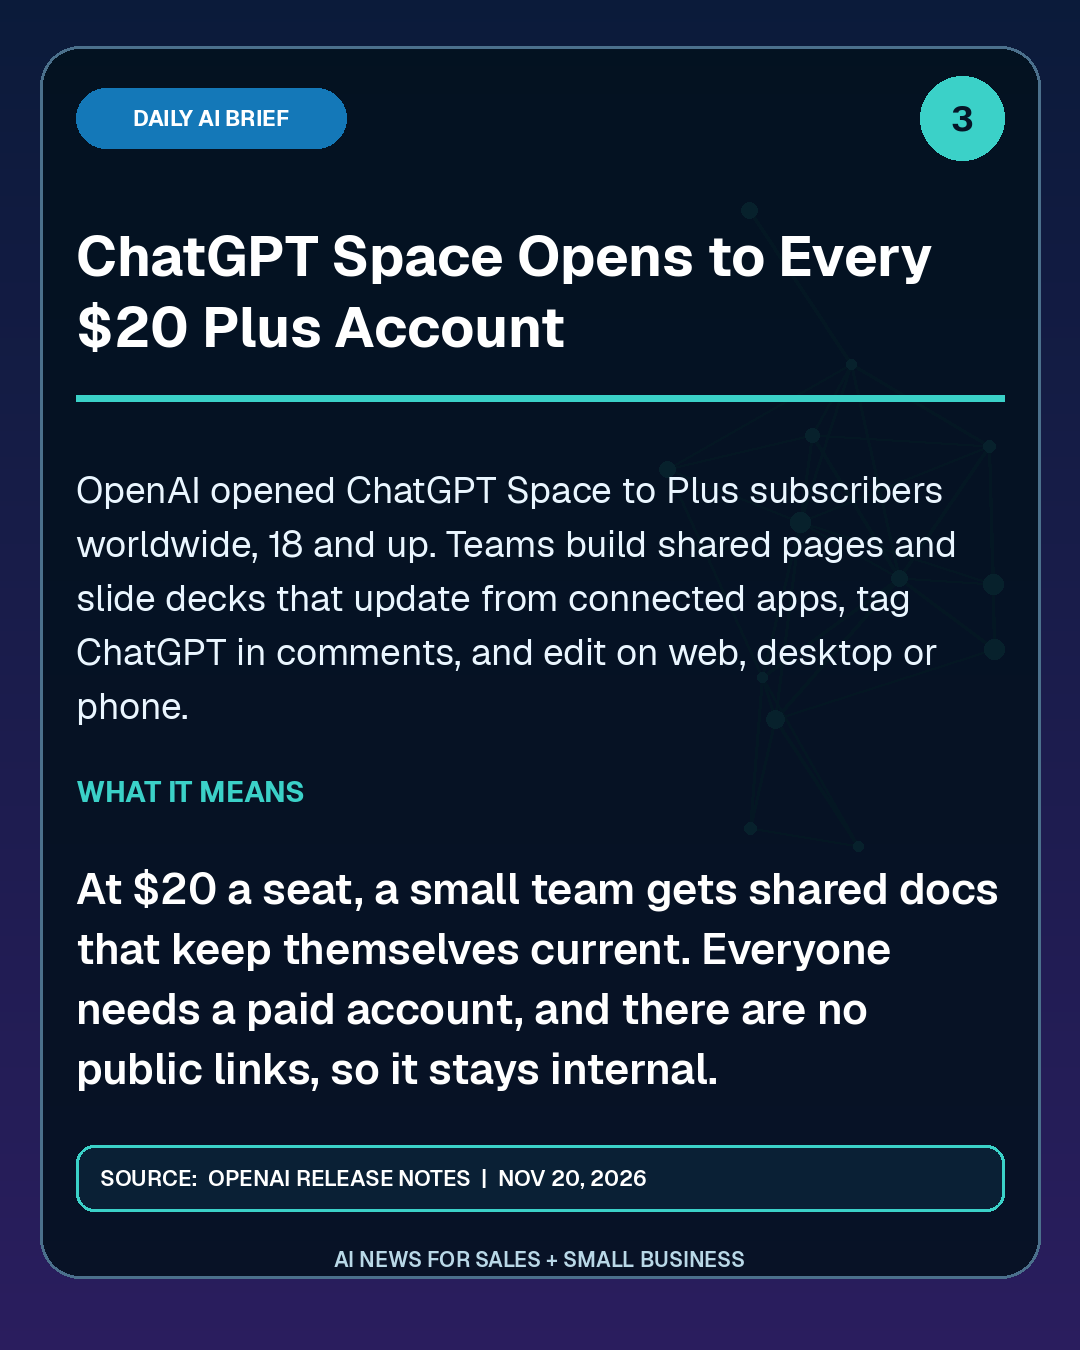 DAILY AI BRIEF
3
ChatGPT Space Opens to Every
$20 Plus Account
OpenAI opened ChatGPT Space to Plus subscribers
worldwide, 18 and up. Teams build shared pages and
slide decks that update from connected apps, tag
ChatGPT in comments, and edit on web, desktop or
phone.
WHAT IT MEANS
At $20 a seat, a small team gets shared docs
that keep themselves current. Everyone
needs a paid account, and there are no
public links, so it stays internal.
SOURCE: OPENAI RELEASE NOTES | NOV 20, 2026
AI NEWS FOR SALES + SMALL BUSINESS